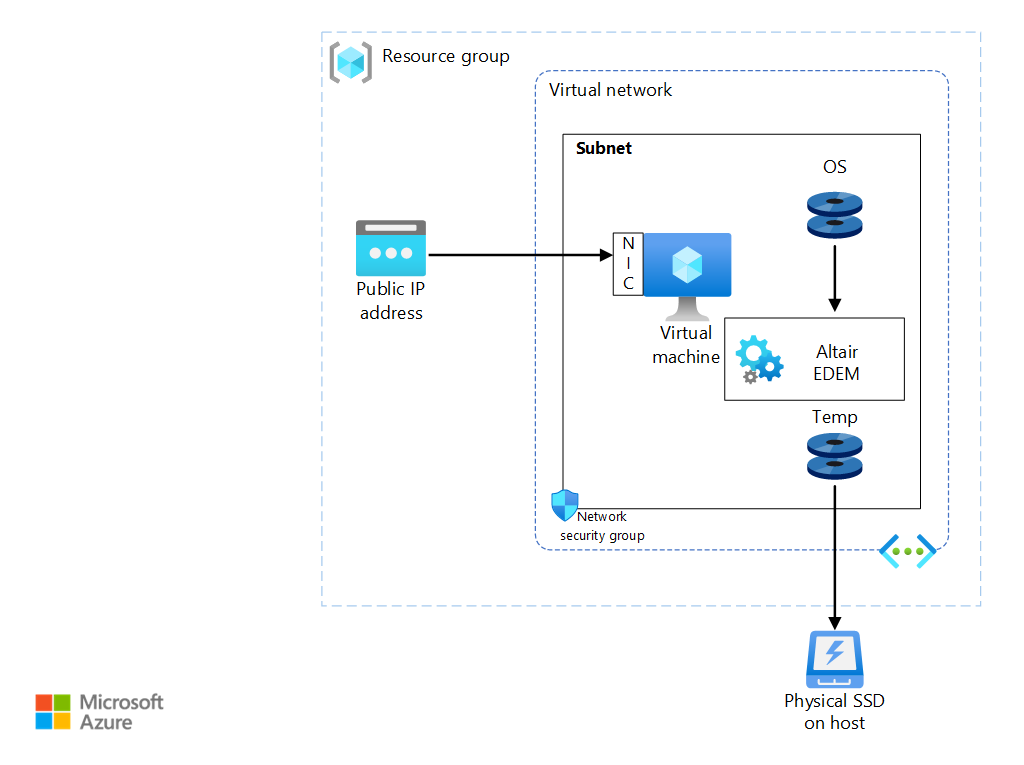 Resource group
Virtual network
Subnet
OS
N
I
C
Public IP
address
Virtual
machine
Altair
EDEM
Temp
Network
security group
Physical SSD
on host
Microsoft
Azure